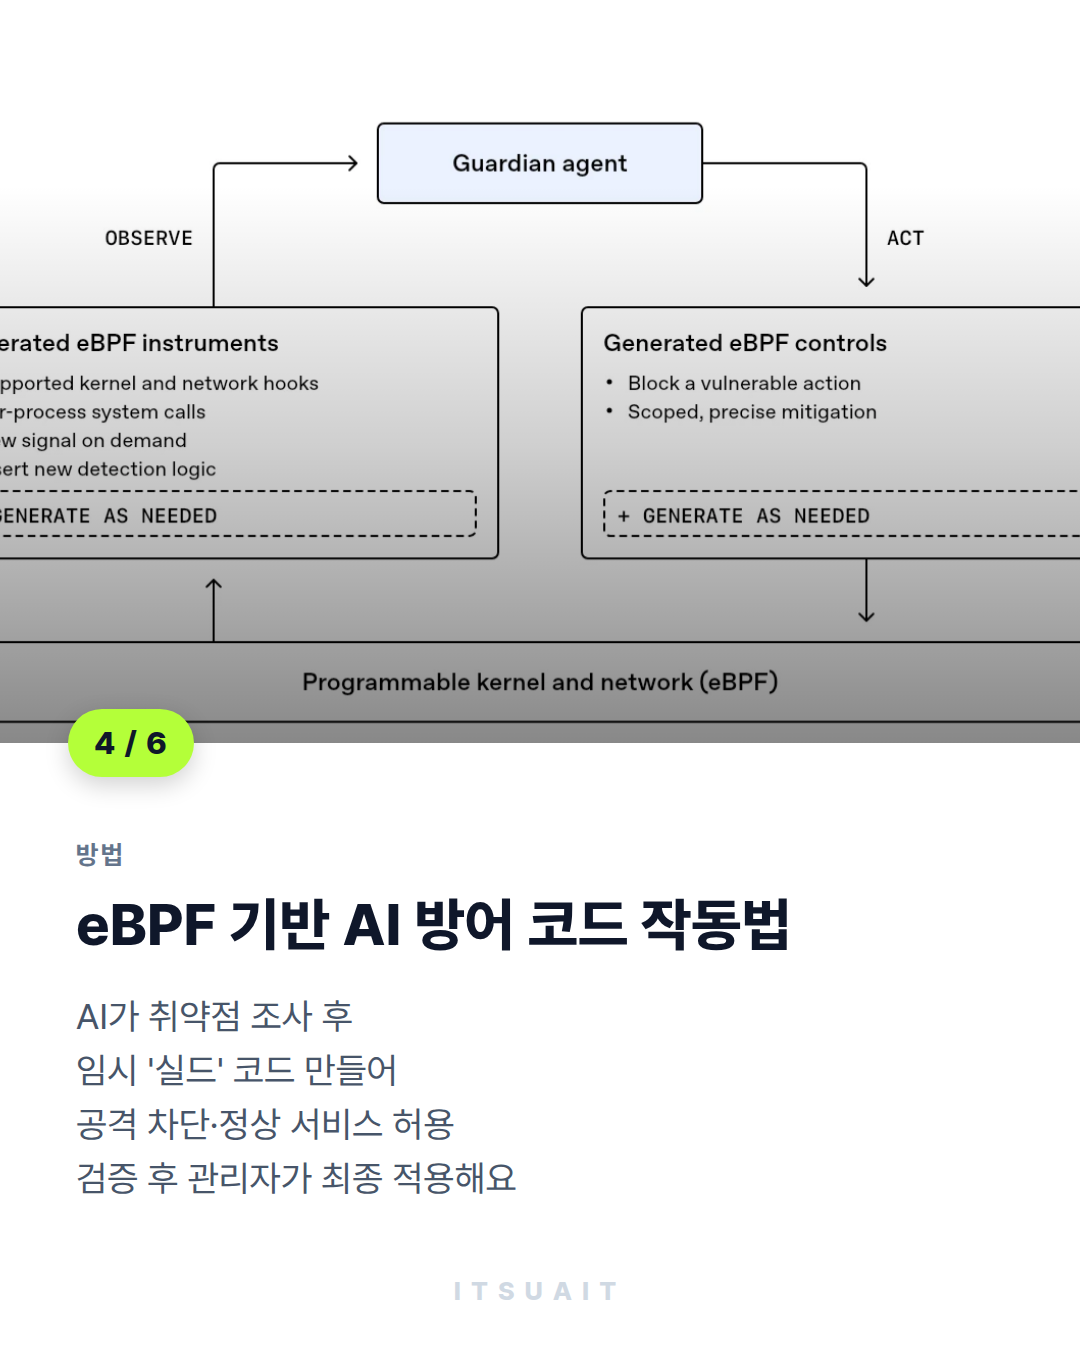 Guardian agent
OBSERVE
ACT
erated eBPF instruments
pported kernel and network hooks
r-process system calls
w signal on demand
sert new detection logic
GENERATE AS NEEDED
Generated eBPF controls
• Block a vulnerable action
• Scoped, precise mitigation
+ GENERATE AS NEEDED
Programmable kernel and network (eBPF)
4 / 6
방법
eBPF 기반 AI 방어 코드 작동법
AI가 취약점 조사 후
임시 '실드' 코드 만들어
공격 차단·정상 서비스 허용
검증 후 관리자가 최종 적용해요
ITSUAIT